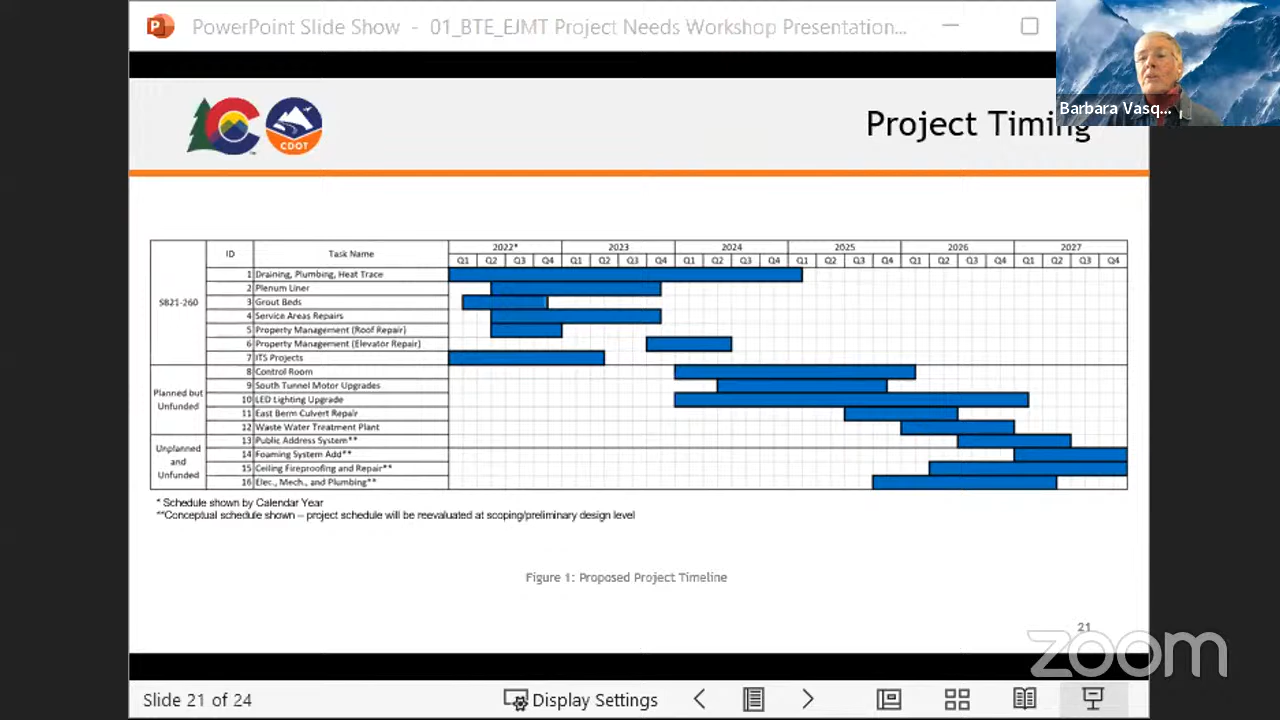 PowerPoint Slide Show - 01_BTE_EJMT Project Needs Workshop Presentation...
Barbara Vasq...
CDOT
Project Timing
ID Task Name 2022* 2023 2024 2025 2026 2027
Q1 Q2 Q3 Q4 Q1 Q2 Q3 Q4 Q1 Q2 Q3 Q4 Q1 Q2 Q3 Q4 Q1 Q2 Q3 Q4 Q1 Q2 Q3 Q4
SB21-260
1 Draining, Plumbing, Heat Trace
2 Plenum Liner
3 Grout Beds
4 Service Areas Repairs
5 Property Management (Roof Repair)
6 Property Management (Elevator Repair)
7 ITS Projects
Planned but
Unfunded
8 Control Room
9 South Tunnel Motor Upgrades
10 LED Lighting Upgrade
11 East Berm Culvert Repair
12 Waste Water Treatment Plant
Unplanned
and
Unfunded
13 Public Address System**
14 Foaming System Add**
15 Ceiling Fireproofing and Repair**
16 Elec., Mech., and Plumbing**
* Schedule shown by Calendar Year
**Conceptual schedule shown – project schedule will be reevaluated at scoping/preliminary design level
Figure 1: Proposed Project Timeline
21
zoom
Slide 21 of 24
Display Settings